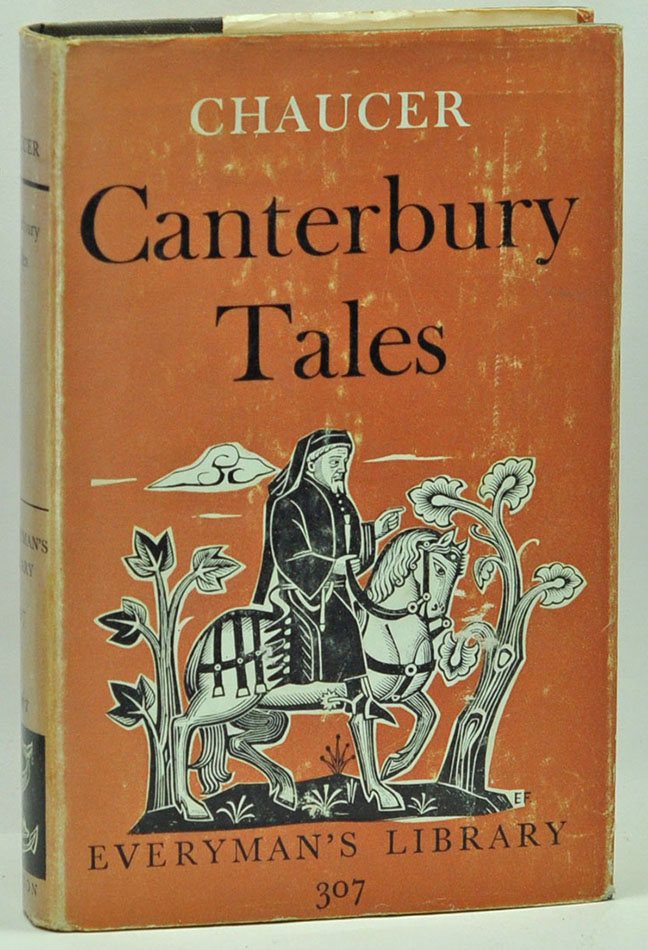 CHAUCER
Canterbury
Tales
EF
EVERYMAN'S LIBRARY
307